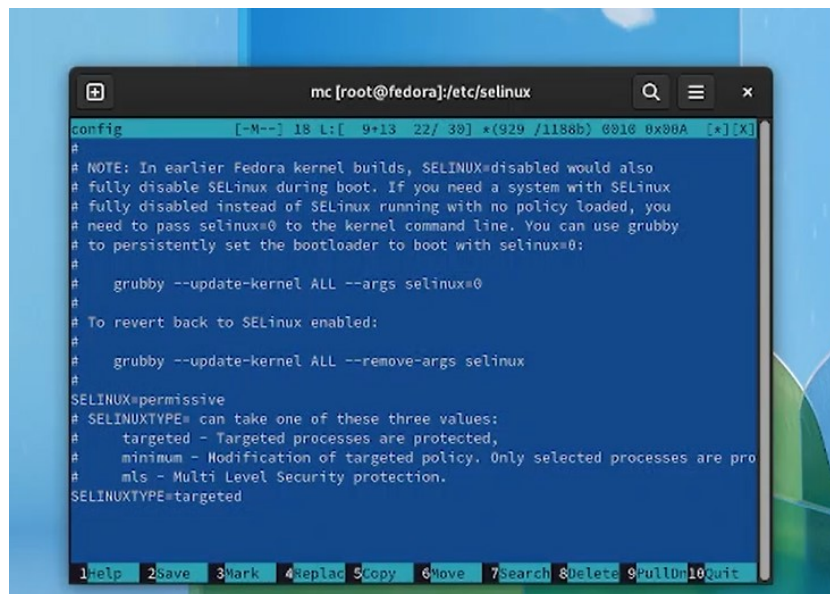 mc [root@fedora]:/etc/selinux
config [-M--] 18 L:[ 9+13 22/ 30] *(929 /1188b) 0010 0x00A [*][X]
#
# NOTE: In earlier Fedora kernel builds, SELINUX=disabled would also
# fully disable SELinux during boot. If you need a system with SELinux
# fully disabled instead of SELinux running with no policy loaded, you
# need to pass selinux=0 to the kernel command line. You can use grubby
# to persistently set the bootloader to boot with selinux=0:
#
#    grubby --update-kernel ALL --args selinux=0
#
# To revert back to SELinux enabled:
#
#    grubby --update-kernel ALL --remove-args selinux
#
SELINUX=permissive
# SELINUXTYPE= can take one of these three values:
#     targeted - Targeted processes are protected,
#     minimum - Modification of targeted policy. Only selected processes are pro
#     mls - Multi Level Security protection.
SELINUXTYPE=targeted
1Help 2Save 3Mark 4Replac 5Copy 6Move 7Search 8Delete 9PullDn 10Quit